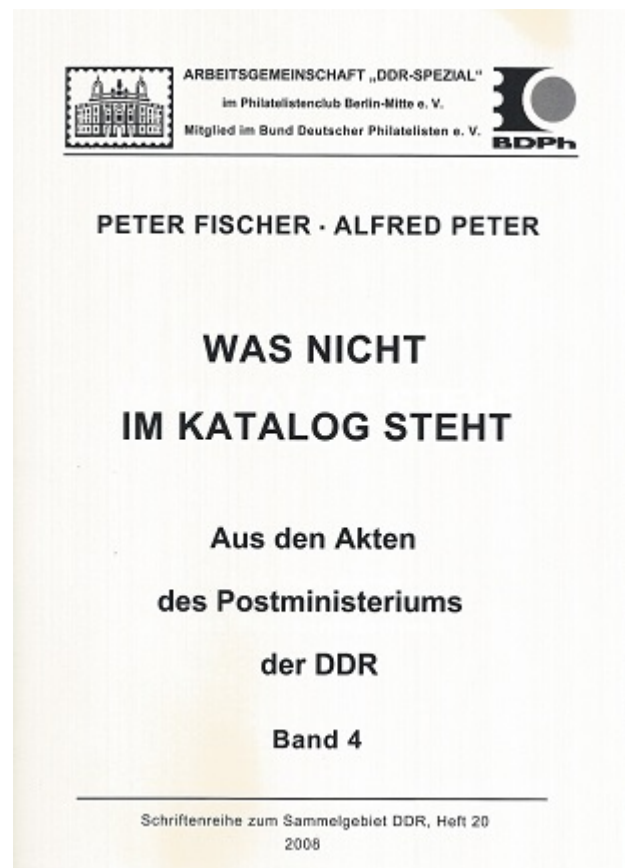 ARBEITSGEMEINSCHAFT „DDR-SPEZIAL“
im Philatelistenclub Berlin-Mitte e. V.
Mitglied im Bund Deutscher Philatelisten e. V.
BDPh
PETER FISCHER · ALFRED PETER
WAS NICHT
IM KATALOG STEHT
Aus den Akten
des Postministeriums
der DDR
Band 4
Schriftenreihe zum Sammelgebiet DDR, Heft 20
2008